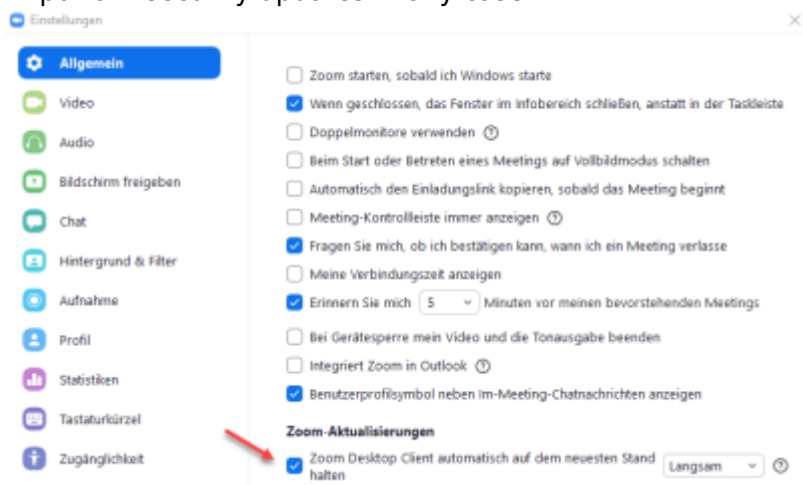 Einstellungen
Allgemein
Video
Audio
Bildschirm freigeben
Chat
Hintergrund & Filter
Aufnahme
Profil
Statistiken
Tastaturkürzel
Zugänglichkeit
Zoom starten, sobald ich Windows starte
Wenn geschlossen, das Fenster im Infobereich schließen, anstatt in der Taskleiste
Doppelmonitore verwenden
Beim Start oder Betreten eines Meetings auf Vollbildmodus schalten
Automatisch den Einladungslink kopieren, sobald das Meeting beginnt
Meeting-Kontrollleiste immer anzeigen
Fragen Sie mich, ob ich bestätigen kann, wann ich ein Meeting verlasse
Meine Verbindungszeit anzeigen
Erinnern Sie mich 5 Minuten vor meinen bevorstehenden Meetings
Bei Gerätesperre mein Video und die Tonausgabe beenden
Integriert Zoom in Outlook
Benutzerprofilsymbol neben Im-Meeting-Chatnachrichten anzeigen
Zoom-Aktualisierungen
Zoom Desktop Client automatisch auf dem neuesten Stand
halten
Langsam